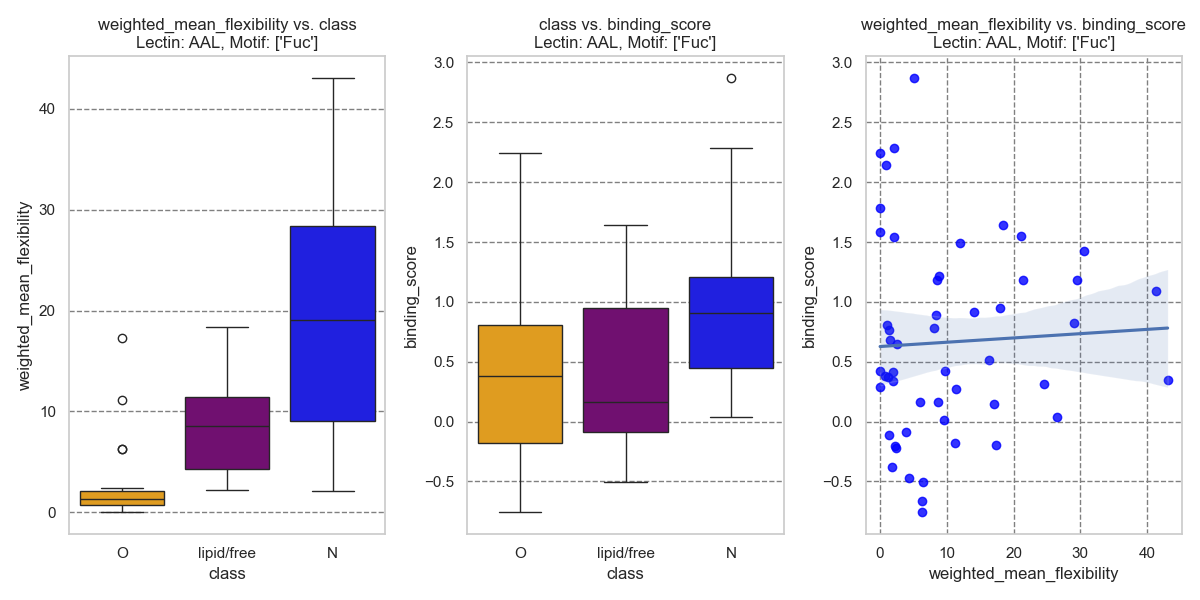 weighted_mean_flexibility vs. class
Lectin: AAL, Motif: ['Fuc']
weighted_mean_flexibility
40
30
20
10
0
O
lipid/free
N
class
class vs. binding_score
Lectin: AAL, Motif: ['Fuc']
binding_score
3.0
2.5
2.0
1.5
1.0
0.5
0.0
−0.5
O
lipid/free
N
class
weighted_mean_flexibility vs. binding_score
Lectin: AAL, Motif: ['Fuc']
binding_score
3.0
2.5
2.0
1.5
1.0
0.5
0.0
−0.5
0
10
20
30
40
weighted_mean_flexibility